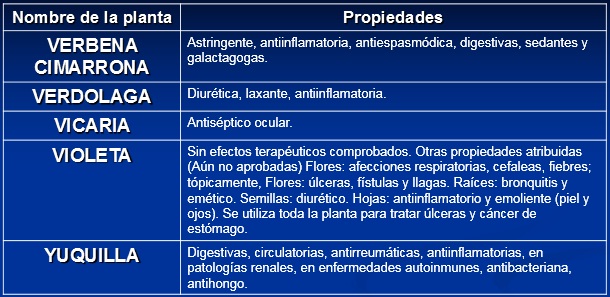 Nombre de la planta
Propiedades
VERBENA
CIMARRONA
Astringente, antiinflamatoria, antiespasmódica, digestivas, sedantes y
galactagogas.
VERDOLAGA
Diurética, laxante, antiinflamatoria.
VICARIA
Antiséptico ocular.
VIOLETA
Sin efectos terapéuticos comprobados. Otras propiedades atribuidas
(Aún no aprobadas) Flores: afecciones respiratorias, cefaleas, fiebres;
tópicamente, Flores: úlceras, fístulas y llagas. Raíces: bronquitis y
emético. Semillas: diurético. Hojas: antiinflamatorio y emoliente (piel y
ojos). Se utiliza toda la planta para tratar úlceras y cáncer de
estómago.
YUQUILLA
Digestivas, circulatorias, antirreumáticas, antiinflamatorias, en
patologías renales, en enfermedades autoinmunes, antibacteriana,
antihongo.